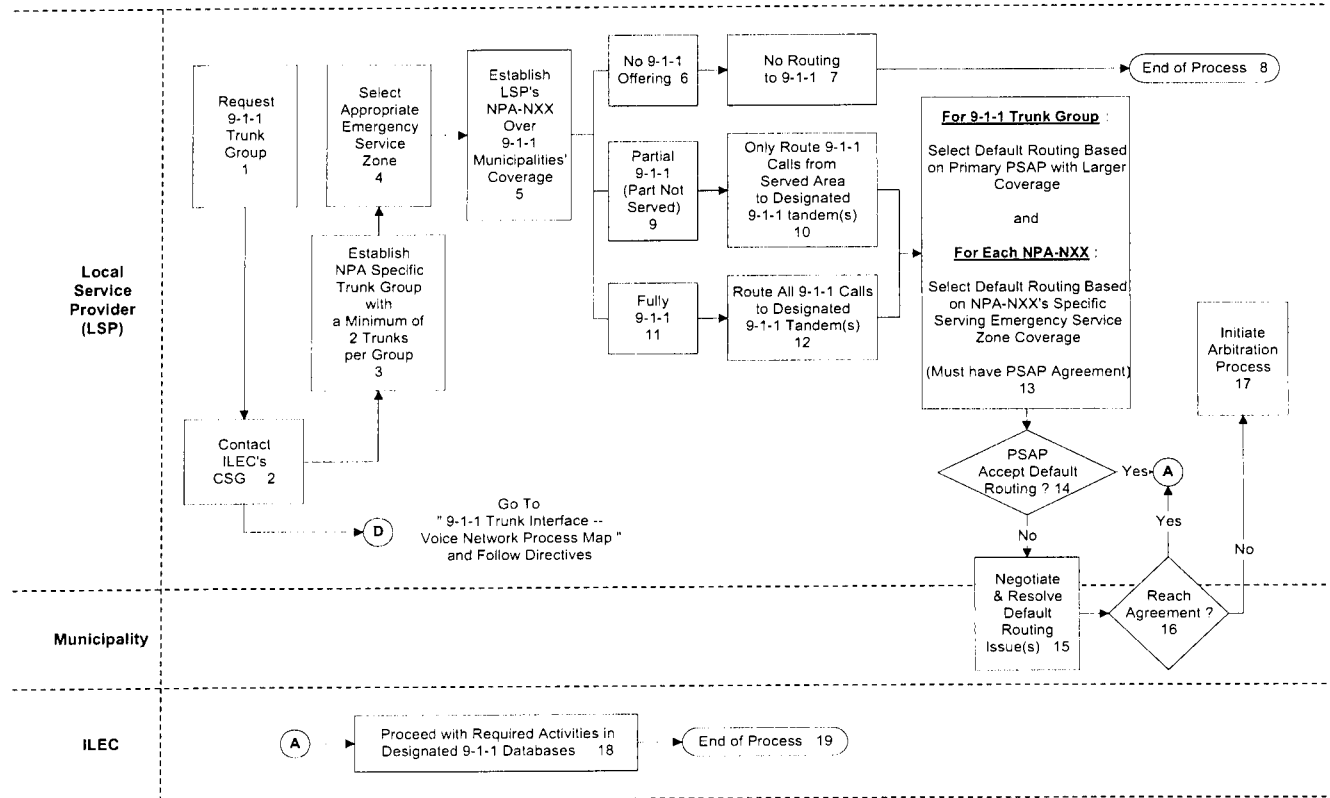 Local
Service
Provider
(LSP)
Request
9-1-1
Trunk
Group
1
Contact
ILEC's
CSG 2
D
Go To
" 9-1-1 Trunk Interface --
Voice Network Process Map "
and Follow Directives
Establish
NPA Specific
Trunk Group
with
a Minimum of
2 Trunks
per Group
3
Select
Appropriate
Emergency
Service
Zone
4
Establish
LSP's
NPA-NXX
Over
9-1-1
Municipalities'
Coverage
5
No 9-1-1
Offering 6
No Routing
to 9-1-1 7
End of Process 8
Partial
9-1-1
(Part Not
Served)
9
Only Route 9-1-1
Calls from
Served Area
to Designated
9-1-1 tandem(s)
10
Fully
9-1-1
11
Route All 9-1-1 Calls
to Designated
9-1-1 Tandem(s)
12
For 9-1-1 Trunk Group :
Select Default Routing Based
on Primary PSAP with Larger
Coverage
and
For Each NPA-NXX :
Select Default Routing Based
on NPA-NXX's Specific
Serving Emergency Service
Zone Coverage
(Must have PSAP Agreement)
13
PSAP
Accept Default
Routing ? 14
Yes
A
No
Yes
No
Initiate
Arbitration
Process
17
Municipality
Negotiate
& Resolve
Default
Routing
Issue(s) 15
Reach
Agreement ?
16
ILEC
A
Proceed with Required Activities in
Designated 9-1-1 Databases 18
End of Process 19